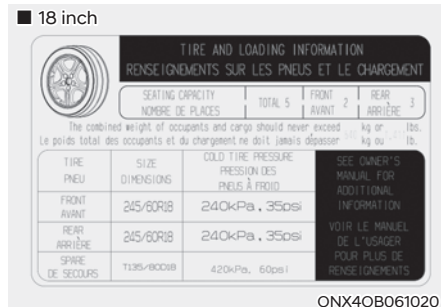 ■ 18 inch
TIRE AND LOADING INFORMATION
RENSEIGNEMENTS SUR LES PNEUS ET LE CHARGEMENT
SEATING CAPACITY
NOMBRE DE PLACES
TOTAL 5
FRONT
AVANT
2
REAR
ARRIÈRE
3
The combined weight of occupants and cargo should never exceed kg or lbs.
Le poids total des occupants et du chargement ne doit jamais dépasser kg ou lb.
TIRE
PNEU
SIZE
DIMENSIONS
COLD TIRE PRESSURE
PRESSION DES
PNEUS À FROID
SEE OWNER'S
MANUAL FOR
ADDITIONAL
INFORMATION
VOIR LE MANUEL
DE L'USAGER
POUR PLUS DE
RENSEIGNEMENTS
FRONT
AVANT
245/60R18
240kPa, 35psi
REAR
ARRIÈRE
245/60R18
240kPa, 35psi
SPARE
DE SECOURS
T135/90D18
420kPa, 60psi
ONX4OB061020